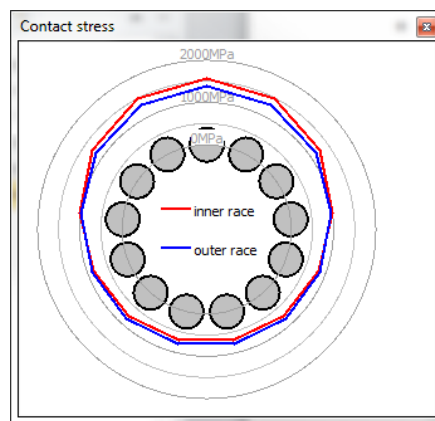 Contact stress
2000MPa
1000MPa
0MPa
inner race
outer race